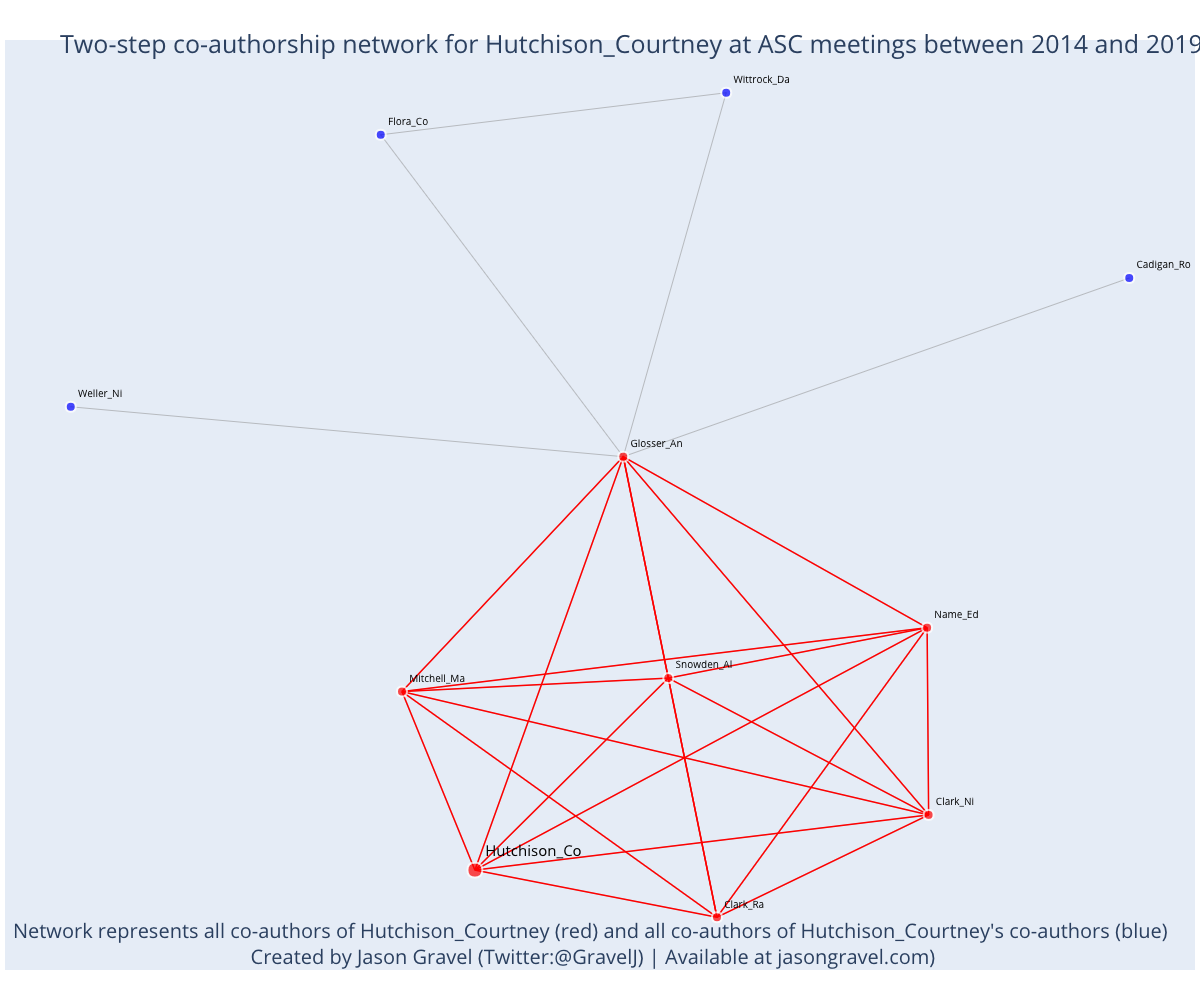 Two-step co-authorship network for Hutchison_Courtney at ASC meetings between 2014 and 2019
Wittrock_Da
Flora_Co
Cadigan_Ro
Weller_Ni
Glosser_An
Name_Ed
Snowden_Al
Mitchell_Ma
Clark_Ni
Hutchison_Co
Clark_Ra
Network represents all co-authors of Hutchison_Courtney (red) and all co-authors of Hutchison_Courtney's co-authors (blue)
Created by Jason Gravel (Twitter:@GravelJ) | Available at jasongravel.com)